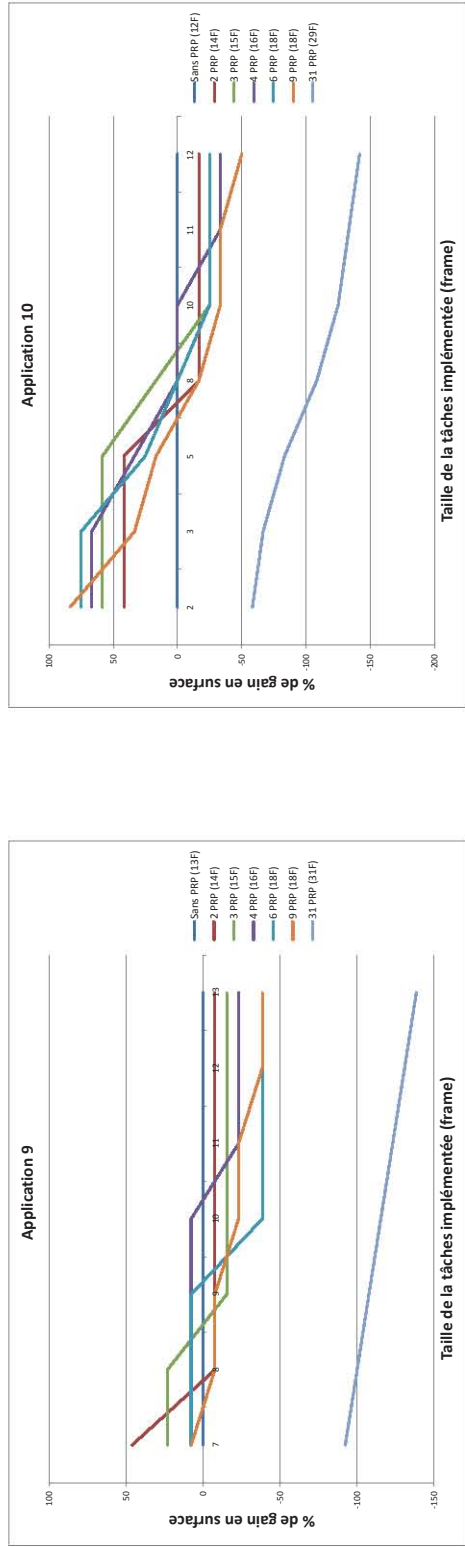 Application 9
% de gain en surface
100
50
0
-50
-100
-150
7
8
9
10
11
12
13
Taille de la tâches implémentée (frame)
Sans PRP (13F)
2 PRP (14F)
3 PRP (15F)
4 PRP (16F)
6 PRP (18F)
9 PRP (18F)
31 PRP (31F)
Application 10
% de gain en surface
100
50
0
-50
-100
-150
-200
2
3
5
8
10
11
12
Taille de la tâches implémentée (frame)
Sans PRP (12F)
2 PRP (14F)
3 PRP (15F)
4 PRP (16F)
6 PRP (18F)
9 PRP (18F)
31 PRP (29F)